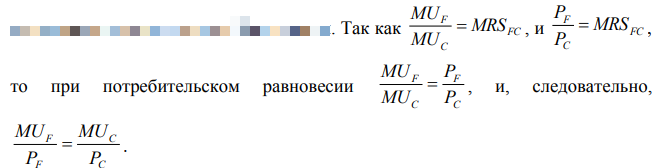 . Так как MU_F/MU_C = MRS_FC, и P_F/P_C = MRS_FC,
то при потребительском равновесии MU_F/MU_C = P_F/P_C, и, следовательно,
MU_F/P_F = MU_C/P_C.